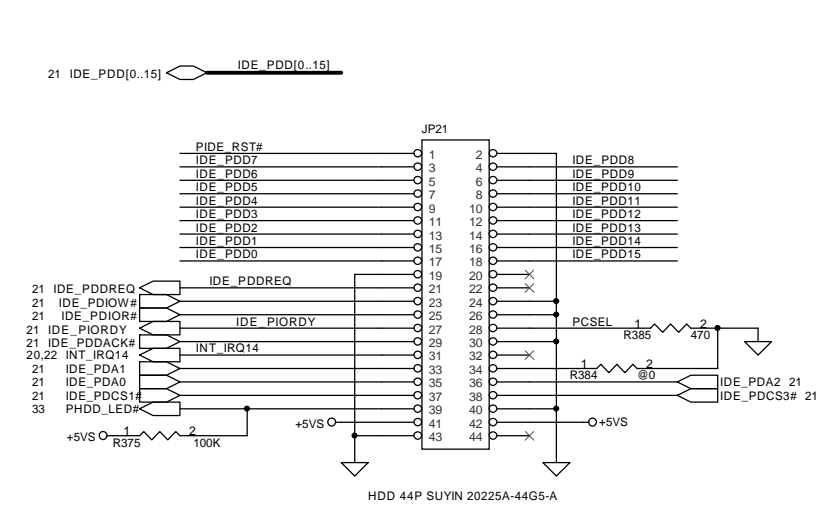 21 IDE_PDD[0..15] IDE_PDD[0..15]
JP21
PIDE_RST# 1 2
IDE_PDD7 3 4 IDE_PDD8
IDE_PDD6 5 6 IDE_PDD9
IDE_PDD5 7 8 IDE_PDD10
IDE_PDD4 9 10 IDE_PDD11
IDE_PDD3 11 12 IDE_PDD12
IDE_PDD2 13 14 IDE_PDD13
IDE_PDD1 15 16 IDE_PDD14
IDE_PDD0 17 18 IDE_PDD15
19 20
21 IDE_PDDREQ IDE_PDDREQ 21 22
21 IDE_PDIOW# 23 24
21 IDE_PDIOR# 25 26
21 IDE_PIORDY IDE_PIORDY 27 28 PCSEL 1 2
R385 470
21 IDE_PDDACK# 29 30
20,22 INT_IRQ14 INT_IRQ14 31 32
21 IDE_PDA1 33 34 1 2
R384 @0
21 IDE_PDA0 35 36 IDE_PDA2 21
21 IDE_PDCS1# 37 38 IDE_PDCS3# 21
33 PHDD_LED# 39 40
+5VS 41 42 +5VS
+5VS 1 2 43 44
R375 100K
HDD 44P SUYIN 20225A-44G5-A